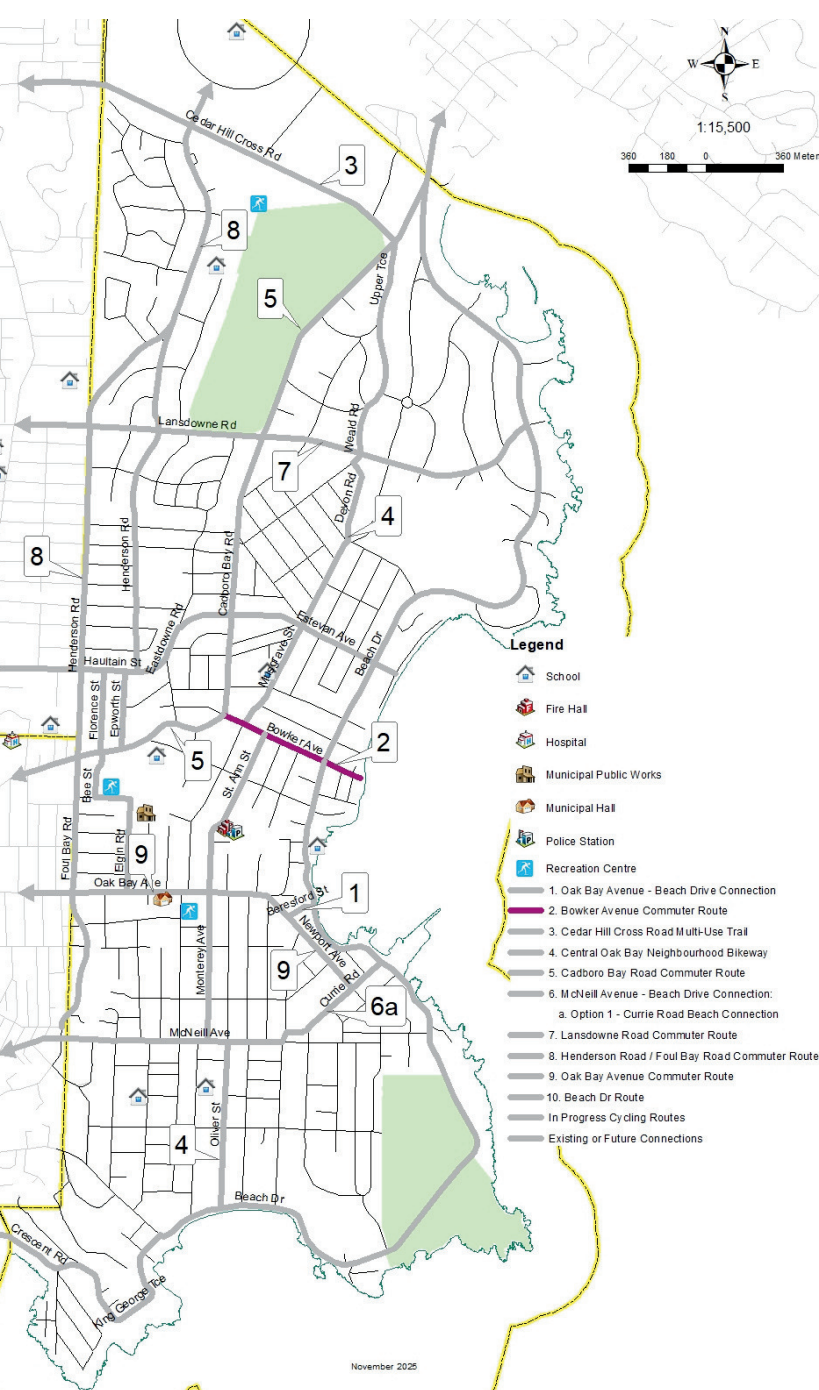 N
W
E
S
1:15,500
360 180 0 360 Meter
Cedar Hill Cross Rd
3
8
Upper Tce
5
Lansdowne Rd
Weald Rd
7
Devon Rd
4
8
Henderson Rd
Cadboro Bay Rd
Henderson Rd
Eastdowne Rd
Estevan Ave
Musgrave St
Beach Dr
Haultain St
Florence St
Epworth St
Bowker Ave
2
5
St. Ann St
Bee St
Elgin Rd
Foul Bay Rd
9
Oak Bay Ave
Beresford St
1
Newport Ave
Monterey Ave
9
Currie Rd
6a
McNeill Ave
Oliver St
4
Beach Dr
Crescent Rd
King George Tce
Legend
School
Fire Hall
Hospital
Municipal Public Works
Municipal Hall
Police Station
Recreation Centre
1. Oak Bay Avenue - Beach Drive Connection
2. Bowker Avenue Commuter Route
3. Cedar Hill Cross Road Multi-Use Trail
4. Central Oak Bay Neighbourhood Bikeway
5. Cadboro Bay Road Commuter Route
6. McNeill Avenue - Beach Drive Connection:
a. Option 1 - Currie Road Beach Connection
7. Lansdowne Road Commuter Route
8. Henderson Road / Foul Bay Road Commuter Route
9. Oak Bay Avenue Commuter Route
10. Beach Dr Route
In Progress Cycling Routes
Existing or Future Connections
November 2025